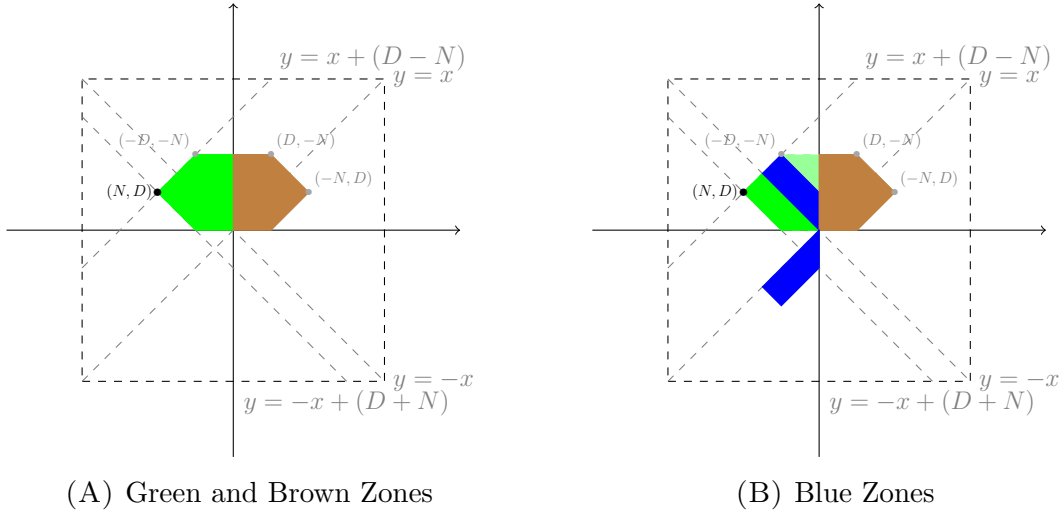 y = x + (D − N)
y = x
(−D, −N)
(D, −N)
(−N, D)
(N, D)
y = −x
y = −x + (D + N)
(A) Green and Brown Zones
y = x + (D − N)
y = x
(−D, −N)
(D, −N)
(−N, D)
(N, D)
y = −x
y = −x + (D + N)
(B) Blue Zones